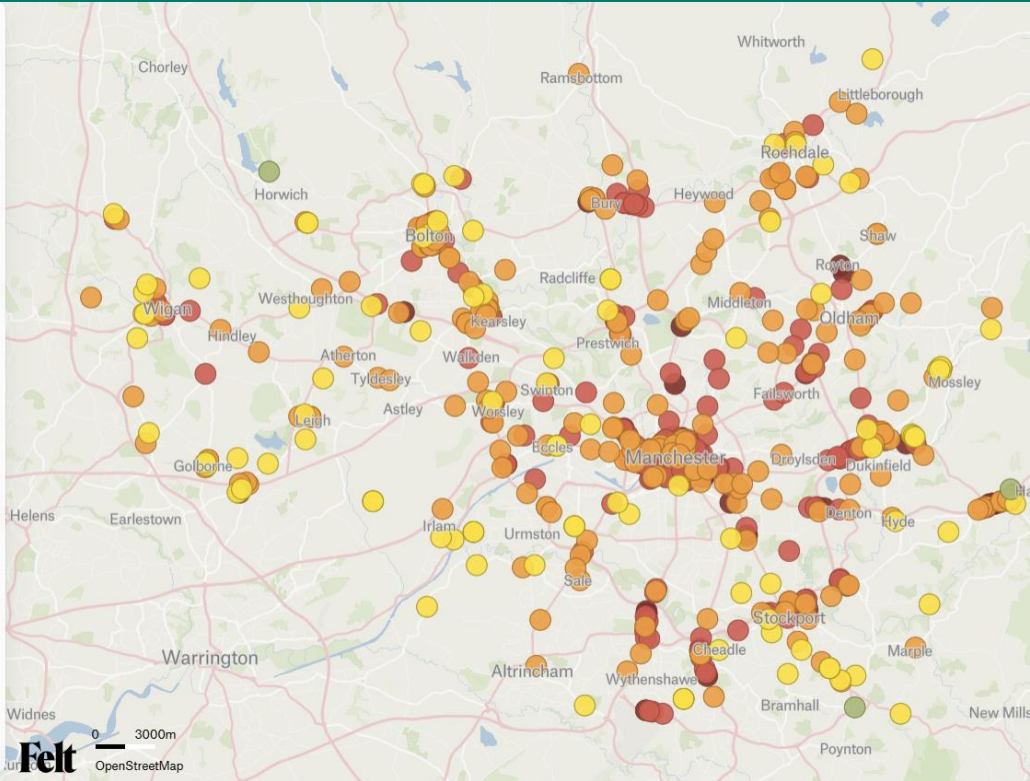 Whitworth
Chorley
Ramsbottom
Littleborough
Rochdale
Horwich
Bury
Heywood
Bolton
Shaw
Royton
Radcliffe
Westhoughton
Middleton
Wigan
Oldham
Kearsley
Hindley
Prestwich
Atherton
Walkden
Tyldesley
Mossley
Swinton
Failsworth
Astley
Worsley
Leigh
Eccles
Manchester
Droylsden
Dukinfield
Golborne
Ha
Helens
Earlestown
Denton
Hyde
Irlam
Urmston
Sale
Stockport
Marple
Cheadle
Warrington
Altrincham
Wythenshawe
Bramhall
New Mills
Widnes
Poynton
0 3000m
Felt
OpenStreetMap